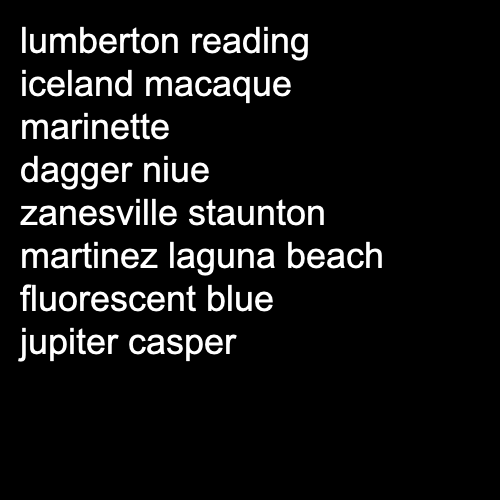 lumberton reading
iceland macaque
marinette
dagger niue
zanesville staunton
martinez laguna beach
fluorescent blue
jupiter casper